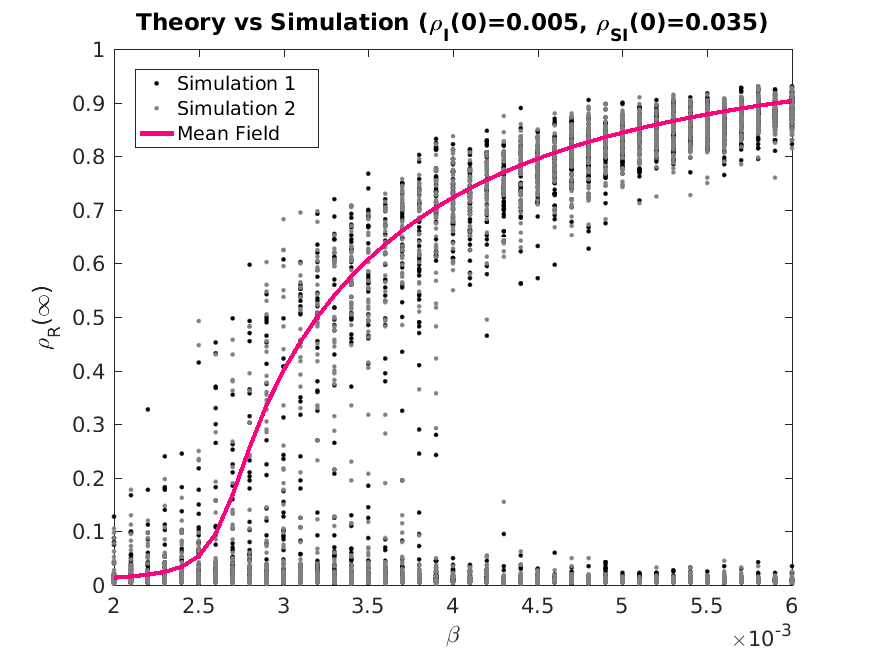 Theory vs Simulation (ρI(0)=0.005, ρSI(0)=0.035)
1
0.9
0.8
0.7
0.6
0.5
0.4
0.3
0.2
0.1
0
ρR(∞)
Simulation 1
Simulation 2
Mean Field
2 2.5 3 3.5 4 4.5 5 5.5 6
β
×10-3